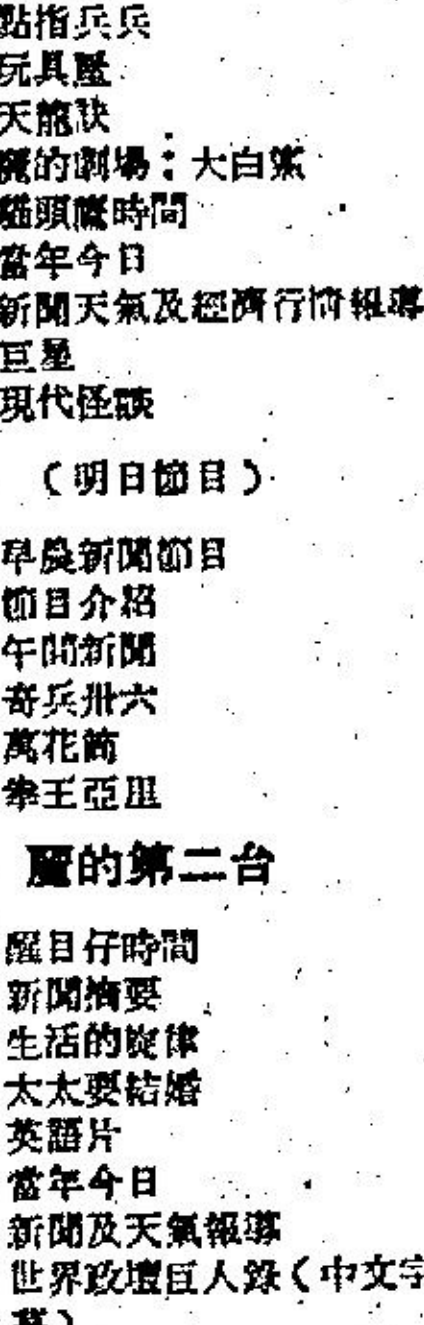 點指兵兵
玩具屋
天龍訣
麗的劇場：大白鯊
貓頭鷹時間
當年今日
新聞天氣及經濟行情報導
巨星
現代怪談
（明日節目）
早晨新聞節目
節目介紹
午間新聞
奇兵卅六
萬花筒
拳王亞里
麗的第二台
醒目仔時間
新聞摘要
生活的旋律
太太要結婚
英語片
當年今日
新聞及天氣報導
世界政壇巨人錄（中文字
幕）